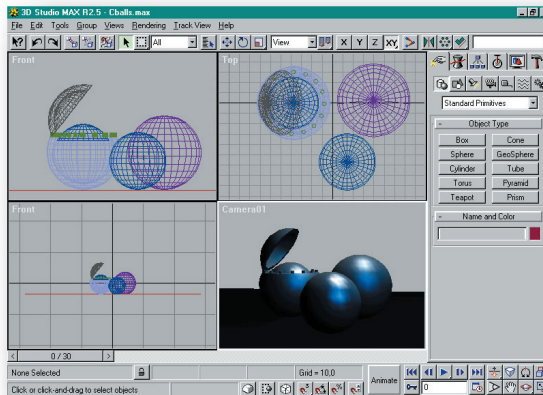 3D Studio MAX R2.5 - Cballs.max
File Edit Tools Group Views Rendering Track View Help
All View X Y Z XY
Front Top
Standard Primitives
- Object Type
Box Cone
Sphere GeoSphere
Cylinder Tube
Torus Pyramid
Teapot Prism
- Name and Color
Front Camera01
< 0 / 30 >
None Selected Grid = 10,0
Animate
Click or click-and-drag to select objects
0